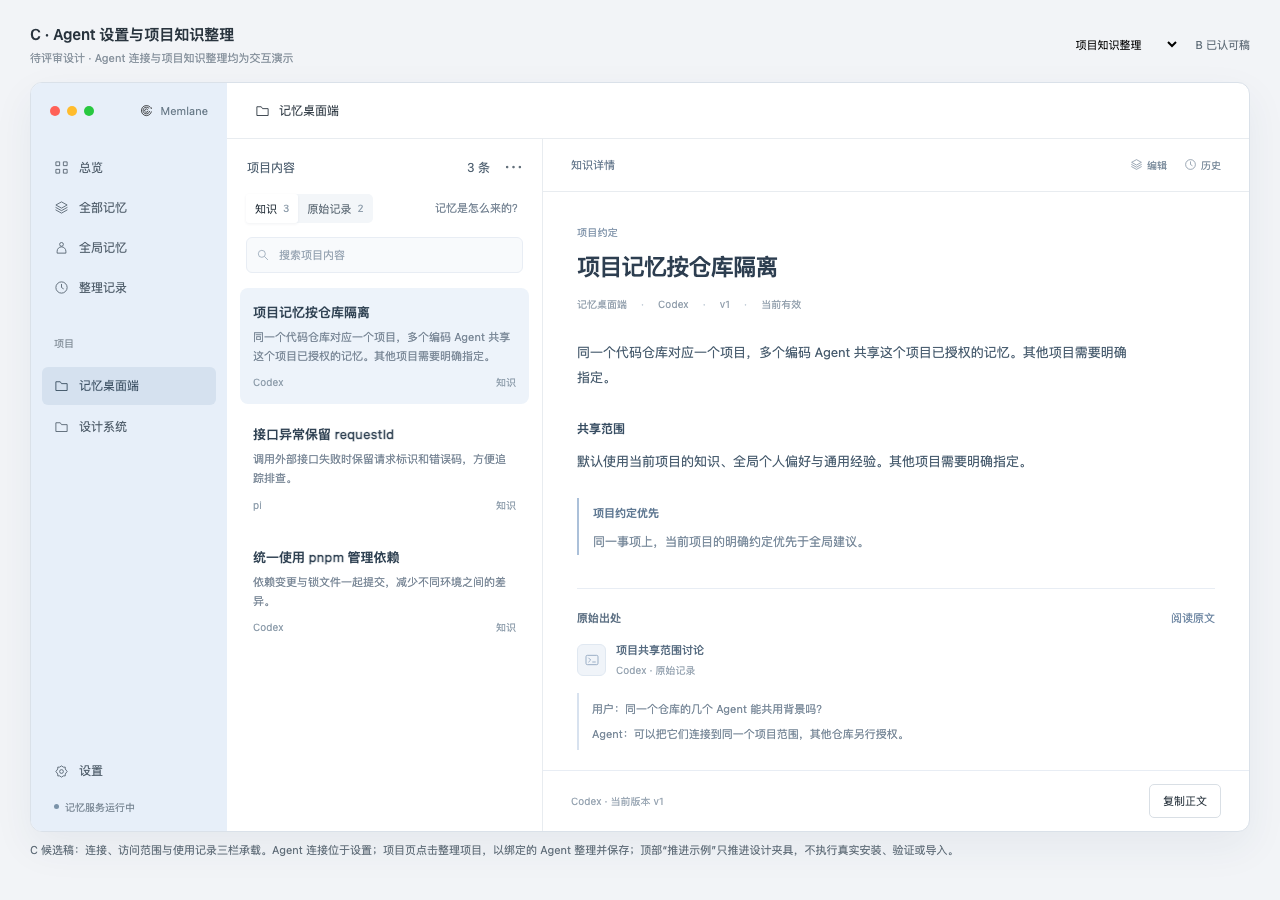 C · Agent 设置与项目知识整理
待评审设计 · Agent 连接与项目知识整理均为交互演示
项目知识整理
B 已认可稿
Memlane
总览
全部记忆
全局记忆
整理记录
项目
记忆桌面端
设计系统
设置
记忆服务运行中
记忆桌面端
项目内容
3 条
知识 3
原始记录 2
记忆是怎么来的?
搜索项目内容
项目记忆按仓库隔离
同一个代码仓库对应一个项目，多个编码 Agent 共享
这个项目已授权的记忆。其他项目需要明确指定。
Codex
知识
接口异常保留 requestId
调用外部接口失败时保留请求标识和错误码，方便追
踪排查。
pi
知识
统一使用 pnpm 管理依赖
依赖变更与锁文件一起提交，减少不同环境之间的差
异。
Codex
知识
知识详情
编辑
历史
项目约定
项目记忆按仓库隔离
记忆桌面端 · Codex · v1 · 当前有效
同一个代码仓库对应一个项目，多个编码 Agent 共享这个项目已授权的记忆。其他项目需要明确
指定。
共享范围
默认使用当前项目的知识、全局个人偏好与通用经验。其他项目需要明确指定。
项目约定优先
同一事项上，当前项目的明确约定优先于全局建议。
原始出处
阅读原文
项目共享范围讨论
Codex · 原始记录
用户：同一个仓库的几个 Agent 能共用背景吗?
Agent：可以把它们连接到同一个项目范围，其他仓库另行授权。
Codex · 当前版本 v1
复制正文
C 候选稿：连接、访问范围与使用记录三栏承载。Agent 连接位于设置；项目页点击整理项目，以绑定的 Agent 整理并保存；顶部“推进示例”只推进设计夹具，不执行真实安装、验证或导入。